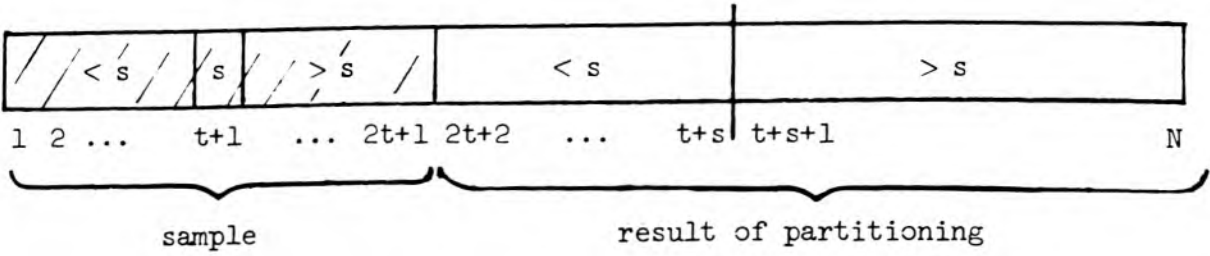 < s s > s < s > s
1 2 ... t+1 ... 2t+1 2t+2 ... t+s t+s+1 N
sample result of partitioning